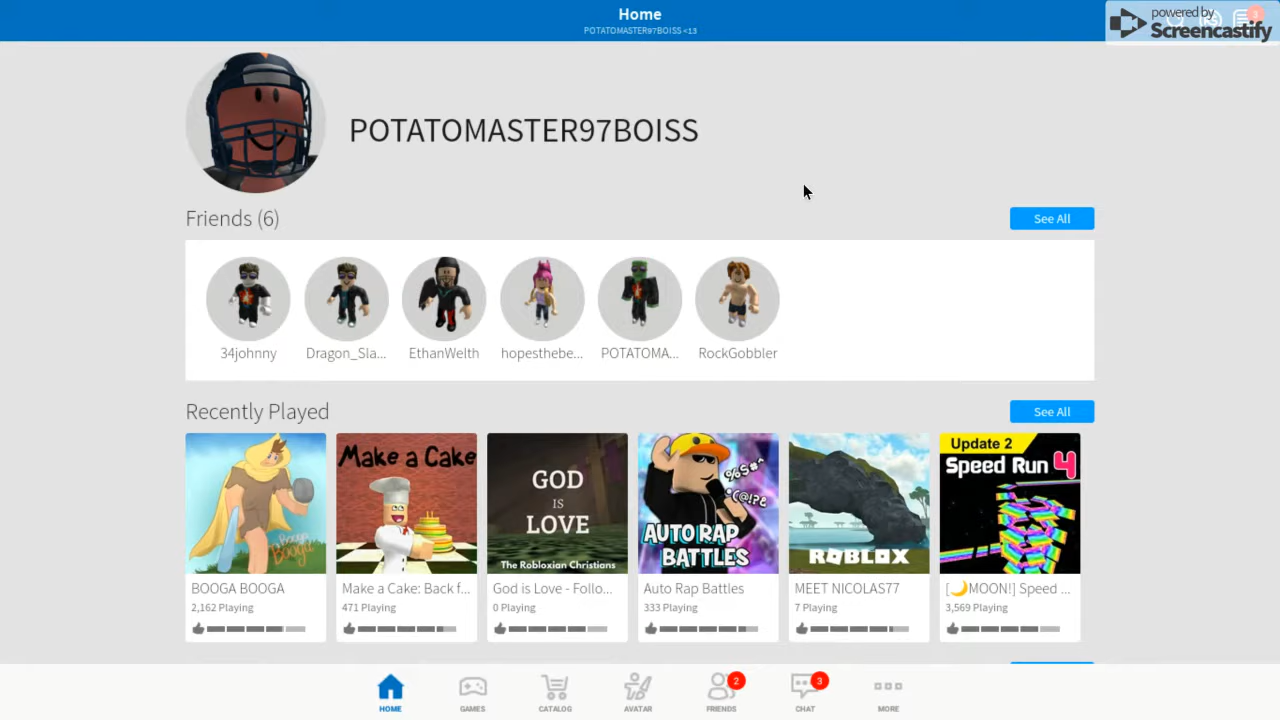 Home
POTATOMASTER97BOISS <13
powered by
Screencastify
3
POTATOMASTER97BOISS
Friends (6)
See All
34johnny
Dragon_Sla...
EthanWelth
hopesthebe...
POTATOMA...
RockGobbler
Recently Played
See All
Booga
Booga
Make a Cake
GOD
IS
LOVE
The Robloxian Christians
%$#^
*@!?&
AUTO RAP
BATTLES
ROBLOX
Update 2
Speed Run 4
BOOGA BOOGA
Make a Cake: Back f...
God is Love - Follo...
Auto Rap Battles
MEET NICOLAS77
[🌙MOON!] Speed ...
2,162 Playing
471 Playing
0 Playing
333 Playing
7 Playing
3,569 Playing
2
3
HOME
GAMES
CATALOG
AVATAR
FRIENDS
CHAT
MORE